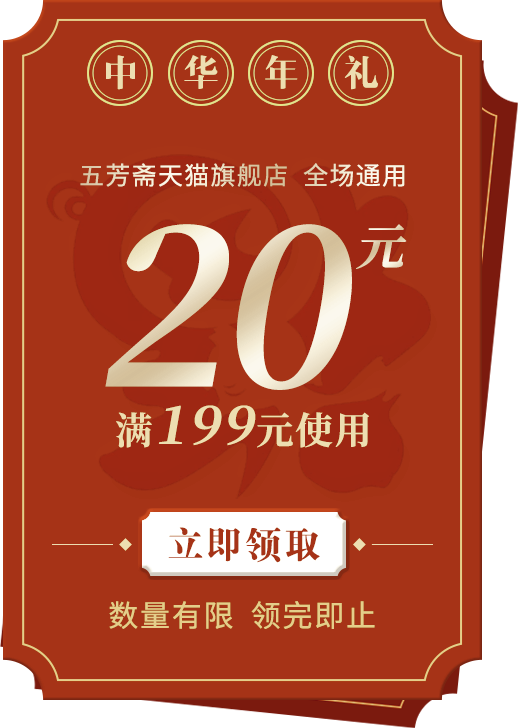 中华年礼
五芳斋天猫旗舰店 全场通用
20元
满199元使用
立即领取
数量有限 领完即止